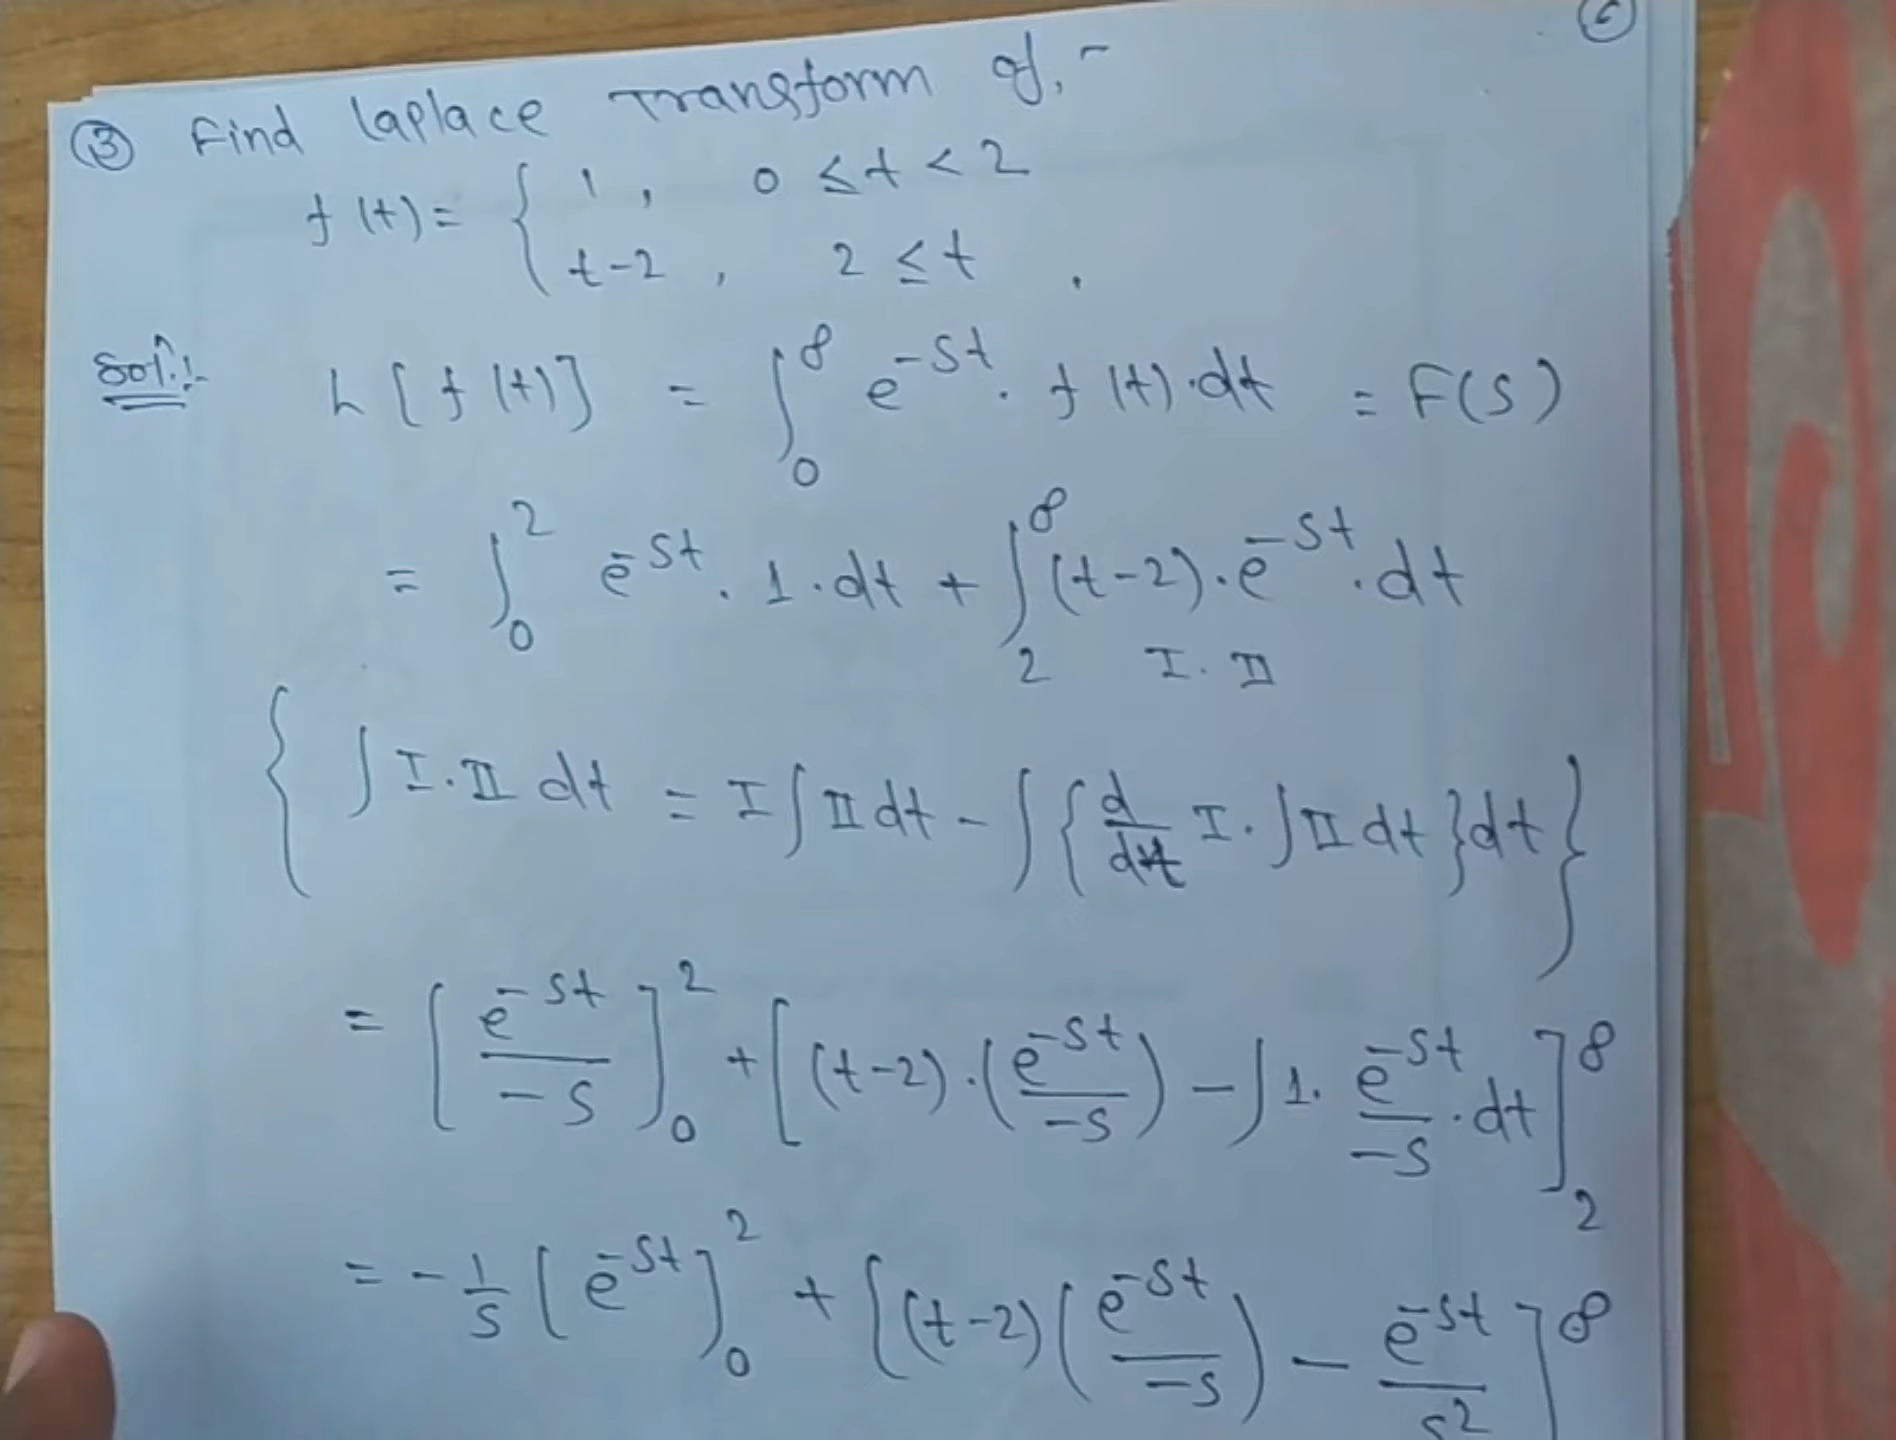 ③ Find Laplace Transform of,-
f(t) = { 1, 0 ≤ t < 2
t-2, 2 ≤ t .
Solⁿ:-
L[f(t)] = ∫₀^∞ e^{-st} . f(t).dt = F(s)
= ∫₀² e^{-st} . 1.dt + ∫₂^∞ (t-2).e^{-st}.dt
I . II
{ ∫ I.II dt = I ∫ II dt - ∫{ d/dt I. ∫ II dt } dt }
= [ e^{-st} / -s ]₀² + [ (t-2).( e^{-st} / -s ) - ∫ 1. e^{-st} / -s .dt ]₂^∞
= - 1/s [ e^{-st} ]₀² + [ (t-2)( e^{-st} / -s ) - e^{-st} / s² ]^∞